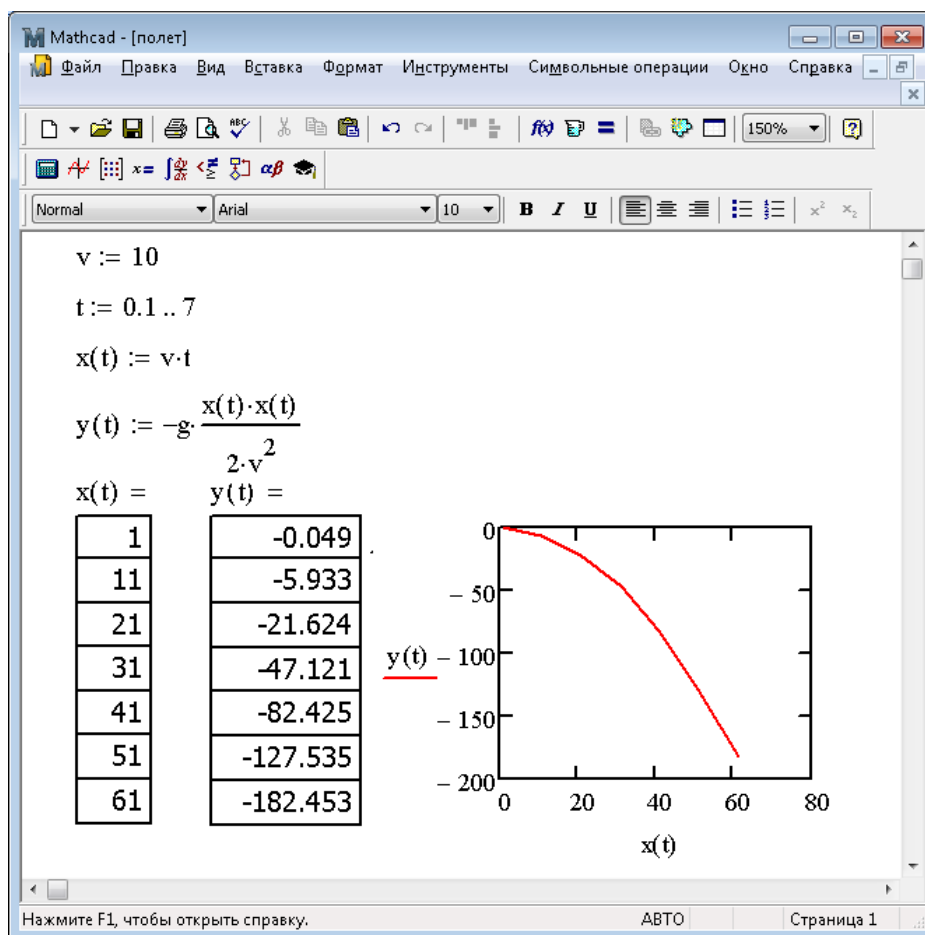 Mathcad - [полет]
Файл Правка Вид Вставка Формат Инструменты Символьные операции Окно Справка
150%
Normal Arial 10 B I U x² x₂
v := 10
t := 0.1 .. 7
x(t) := v·t
y(t) := −g· x(t)·x(t)
2·v²
x(t) = y(t) =
1 -0.049
11 -5.933
21 -21.624
31 -47.121
41 -82.425
51 -127.535
61 -182.453
0
− 50
y(t) − 100
− 150
− 200
0 20 40 60 80
x(t)
Нажмите F1, чтобы открыть справку. АВТО Страница 1